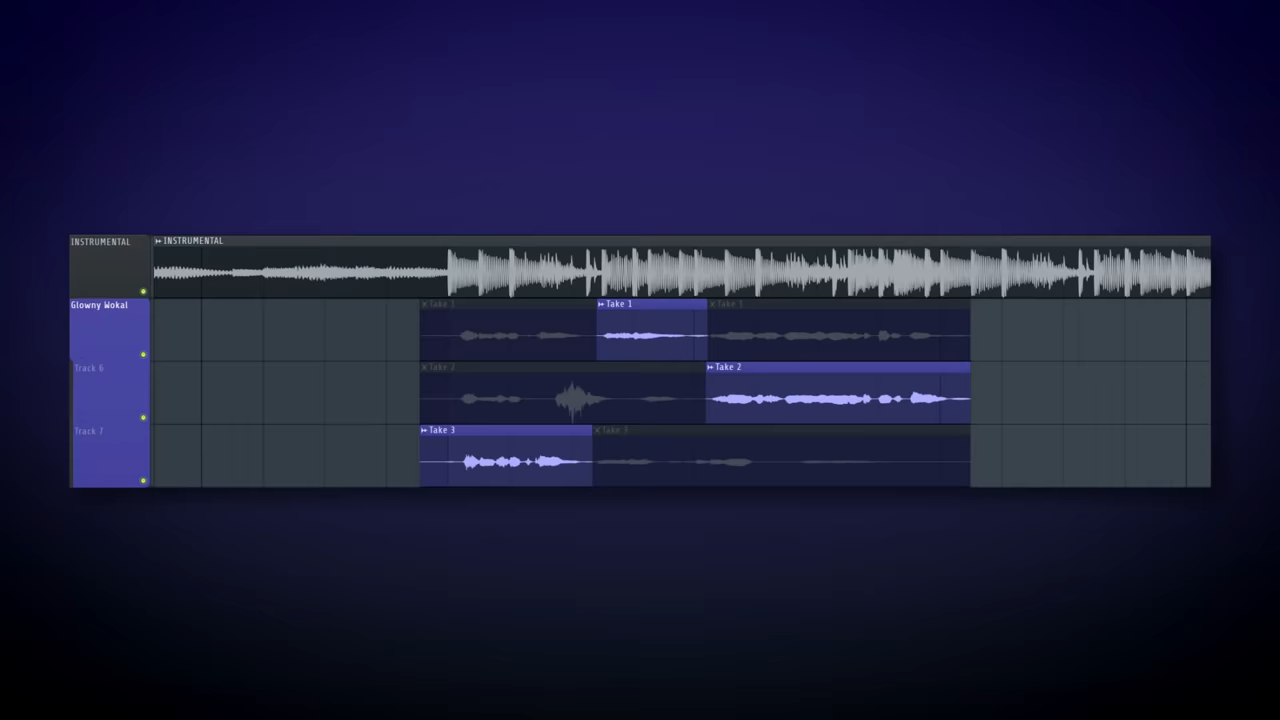 INSTRUMENTAL
INSTRUMENTAL
Glowny Wokal
Take 1
Take 1
Take 1
Track 6
Take 2
Take 2
Track 7
Take 3
Take 3